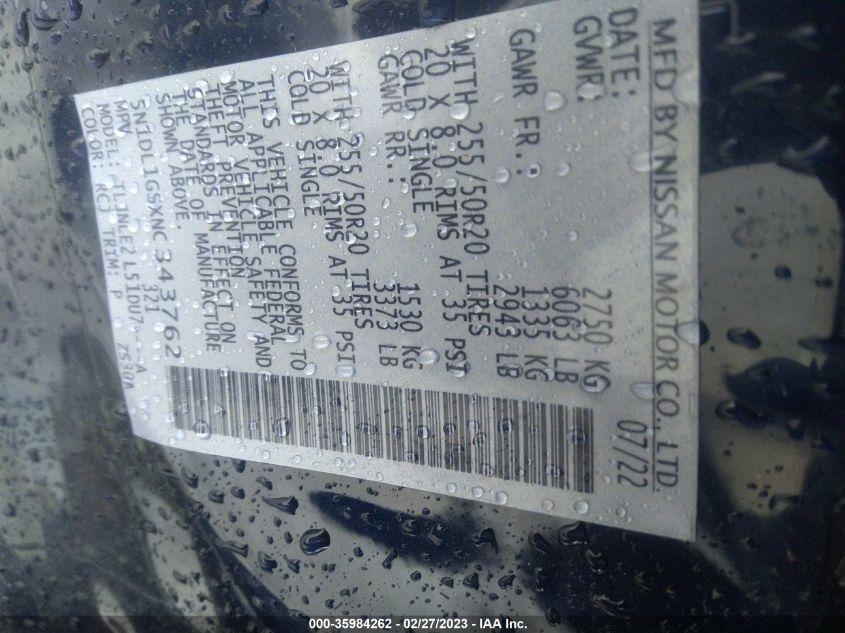 MFD BY NISSAN MOTOR CO., LTD
DATE: 07/22
GVWR: 2750 KG
6063 LB
GAWR FR.: 1335 KG
2943 LB
WITH 255/50R20 TIRES
20 X 8.0 RIMS AT 35 PSI
COLD SINGLE
GAWR RR.: 1530 KG
3373 LB
WITH 255/50R20 TIRES
20 X 8.0 RIMS AT 35 PSI
COLD SINGLE
THIS VEHICLE CONFORMS TO
ALL APPLICABLE FEDERAL
MOTOR VEHICLE SAFETY AND
THEFT PREVENTION
STANDARDS IN EFFECT ON
THE DATE OF MANUFACTURE
SHOWN ABOVE.
5N1DL1GSXNC343762
MPV 321
MODEL: TLJNLE2 L51DU7---A
COLOR: TRIM: P
000-35984262 - 02/27/2023 - IAA Inc.